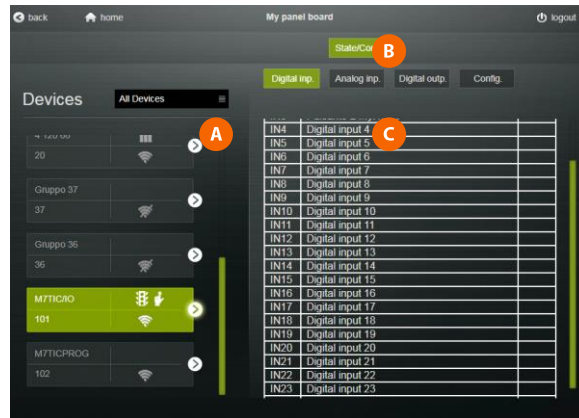 back home My panel board logout
State/Con B
Digital inp. Analog inp. Digital outp. Config.
Devices All Devices
A
20
Gruppo 37
37
Gruppo 36
36
M7TIC/IO
101
M7TICPROG
102
IN4 Digital input 4 C
IN5 Digital input 5
IN6 Digital input 6
IN7 Digital input 7
IN8 Digital input 8
IN9 Digital input 9
IN10 Digital input 10
IN11 Digital input 11
IN12 Digital input 12
IN13 Digital input 13
IN14 Digital input 14
IN15 Digital input 15
IN16 Digital input 16
IN17 Digital input 17
IN18 Digital input 18
IN19 Digital input 19
IN20 Digital input 20
IN21 Digital input 21
IN22 Digital input 22
IN23 Digital input 23